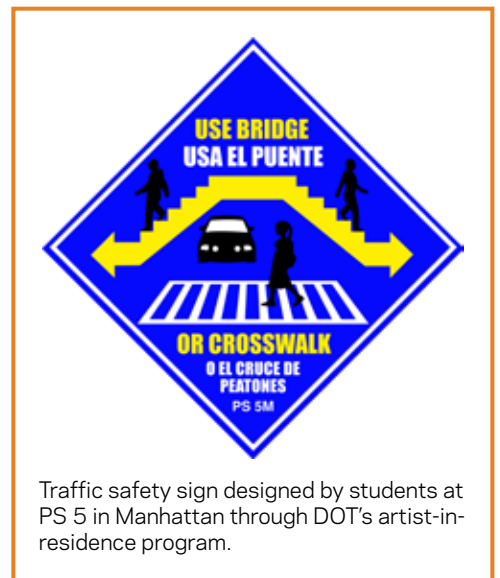 USE BRIDGE
USA EL PUENTE
OR CROSSWALK
O EL CRUCE DE
PEATONES
PS 5M
Traffic safety sign designed by students at
PS 5 in Manhattan through DOT's artist-in-
residence program.